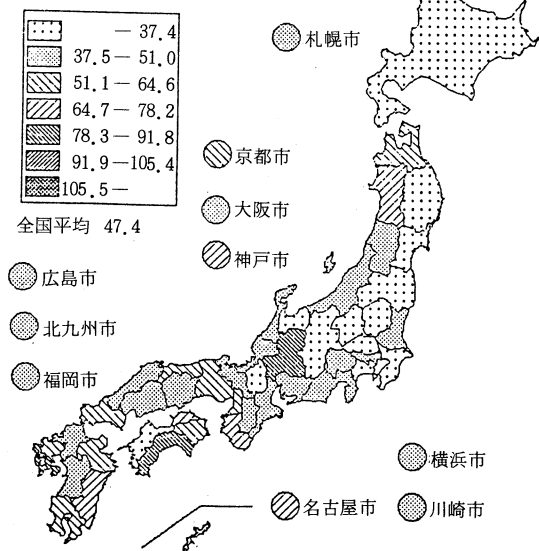 －37.4
37.5－51.0
51.1－64.6
64.7－78.2
78.3－91.8
91.9－105.4
105.5－
全国平均 47.4
札幌市
京都市
大阪市
神戸市
広島市
北九州市
福岡市
横浜市
名古屋市
川崎市